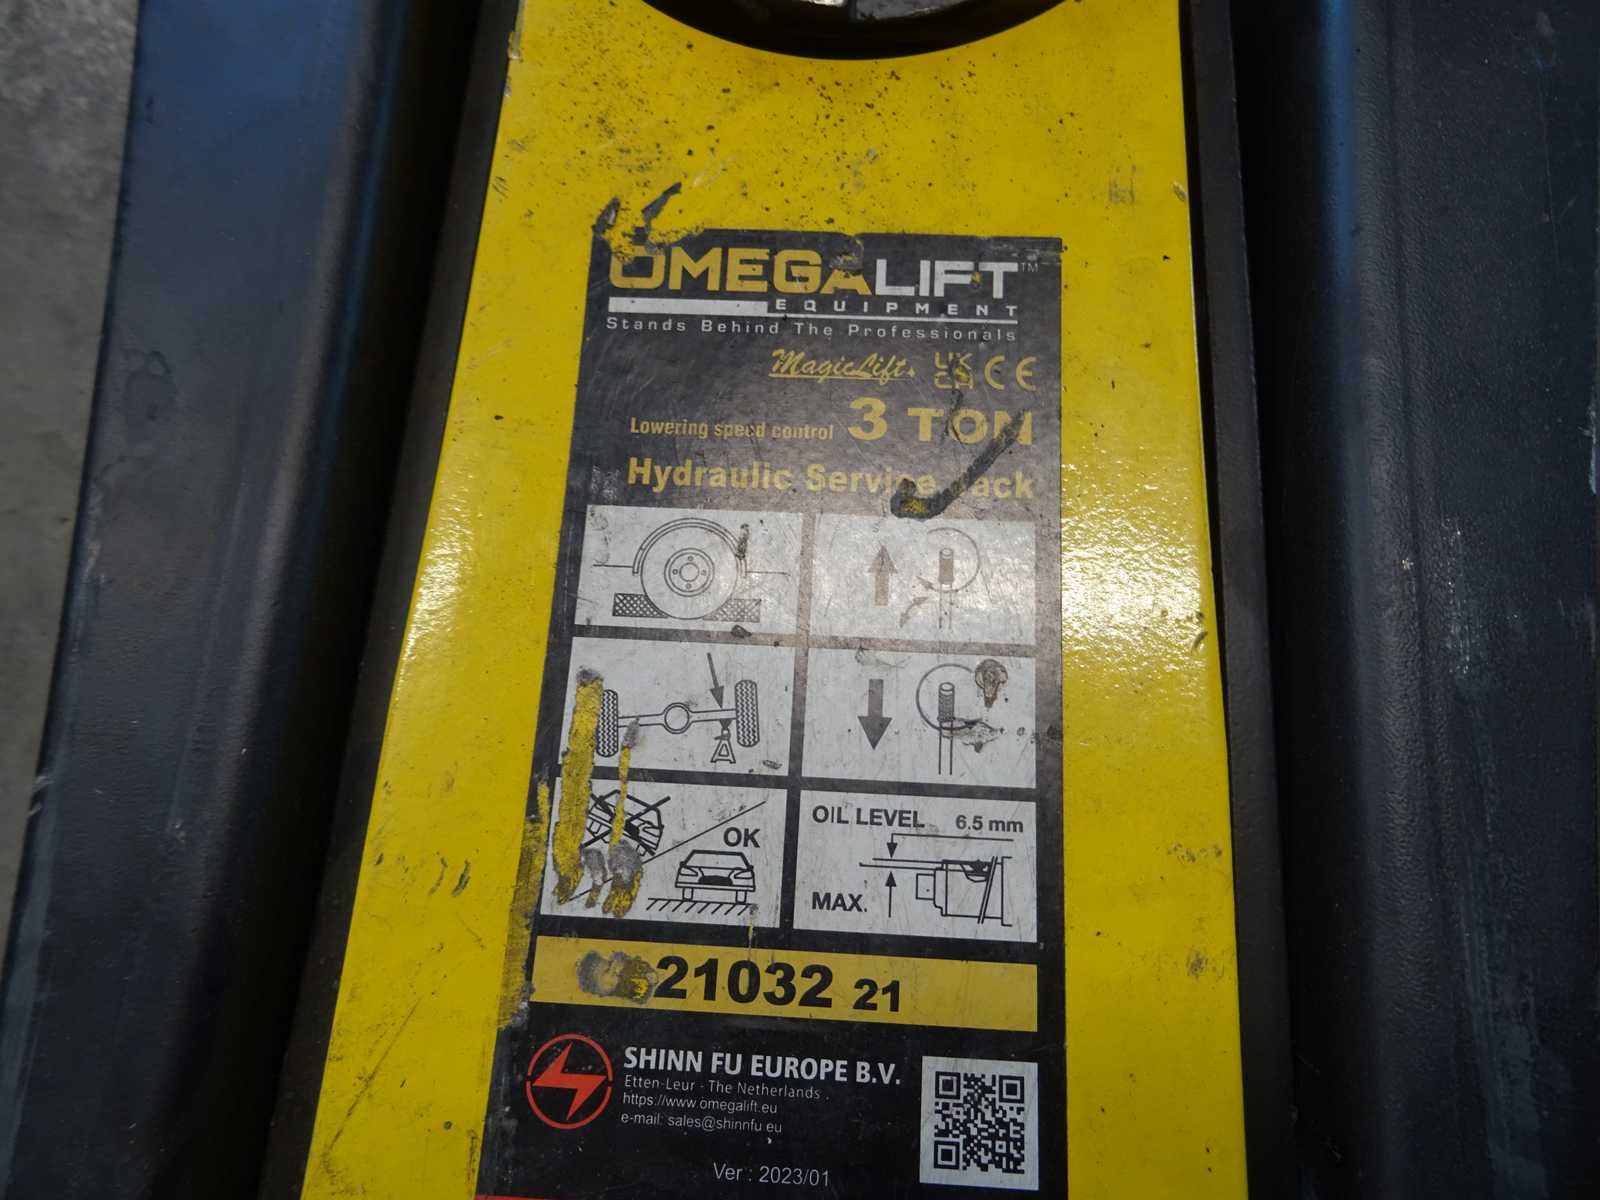 OMEGALIFT™
EQUIPMENT
Stands Behind The Professionals
MagicLift UK CA CE
Lowering speed control 3 TON
Hydraulic Service Jack
OK
OIL LEVEL 6.5 mm
MAX.
21032 21
SHINN FU EUROPE B.V.
Etten-Leur - The Netherlands
https://www.omegalift.eu
e-mail: sales@shinnfu.eu
Ver : 2023/01